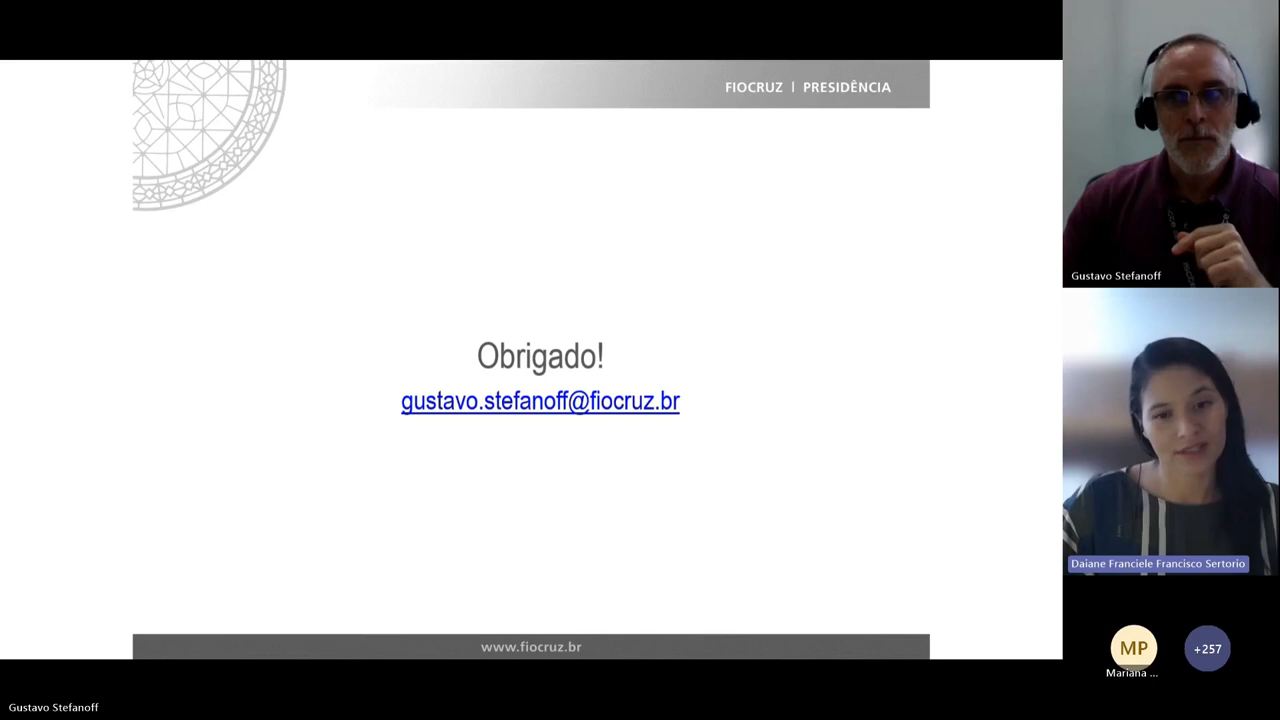 FIOCRUZ | PRESIDÊNCIA
Obrigado!
gustavo.stefanoff@fiocruz.br
www.fiocruz.br
Gustavo Stefanoff
Gustavo Stefanoff
Daiane Franciele Francisco Sertorio
MP
+257
Mariana ...